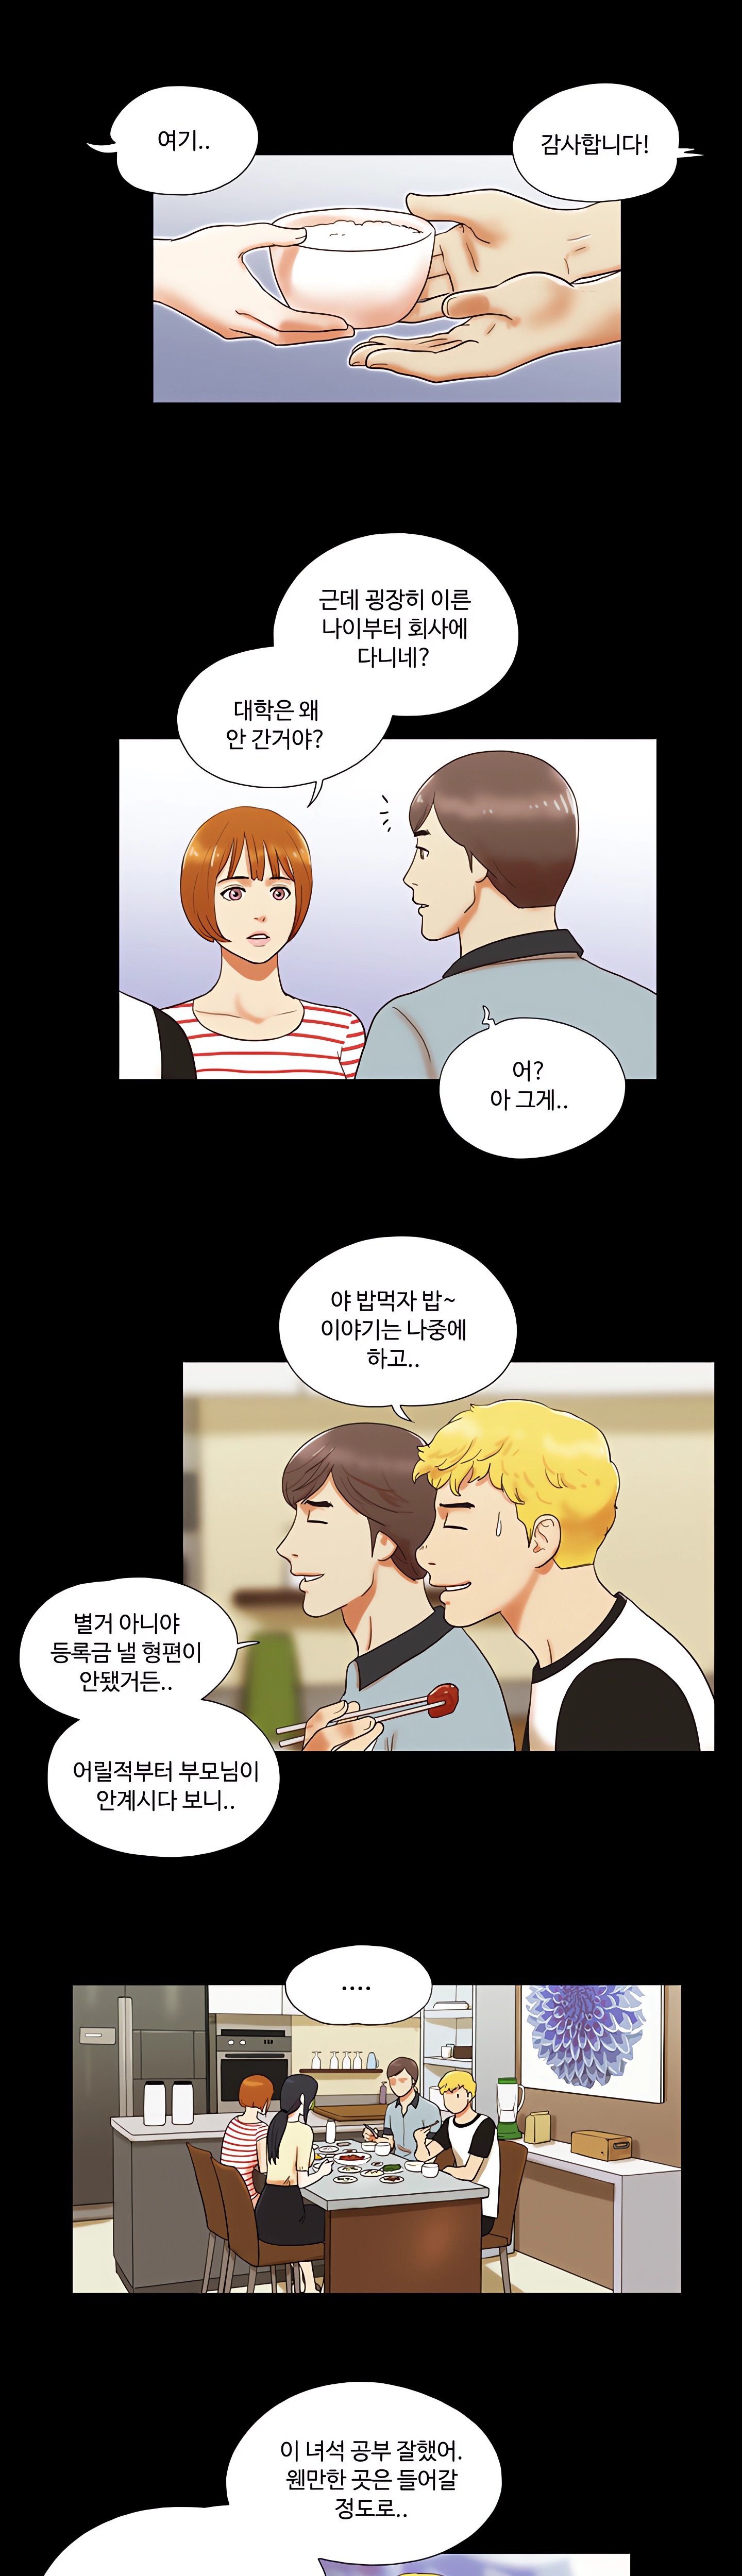 여기..
감사합니다!
근데 굉장히 이른
나이부터 회사에
다니네?
대학은 왜
안 간거야?
어?
아 그게..
야 밥먹자 밥~
이야기는 나중에
하고..
별거 아니야
등록금 낼 형편이
안됐거든..
어릴적부터 부모님이
안계시다 보니..
....
이 녀석 공부 잘했어.
웬만한 곳은 들어갈
정도로..